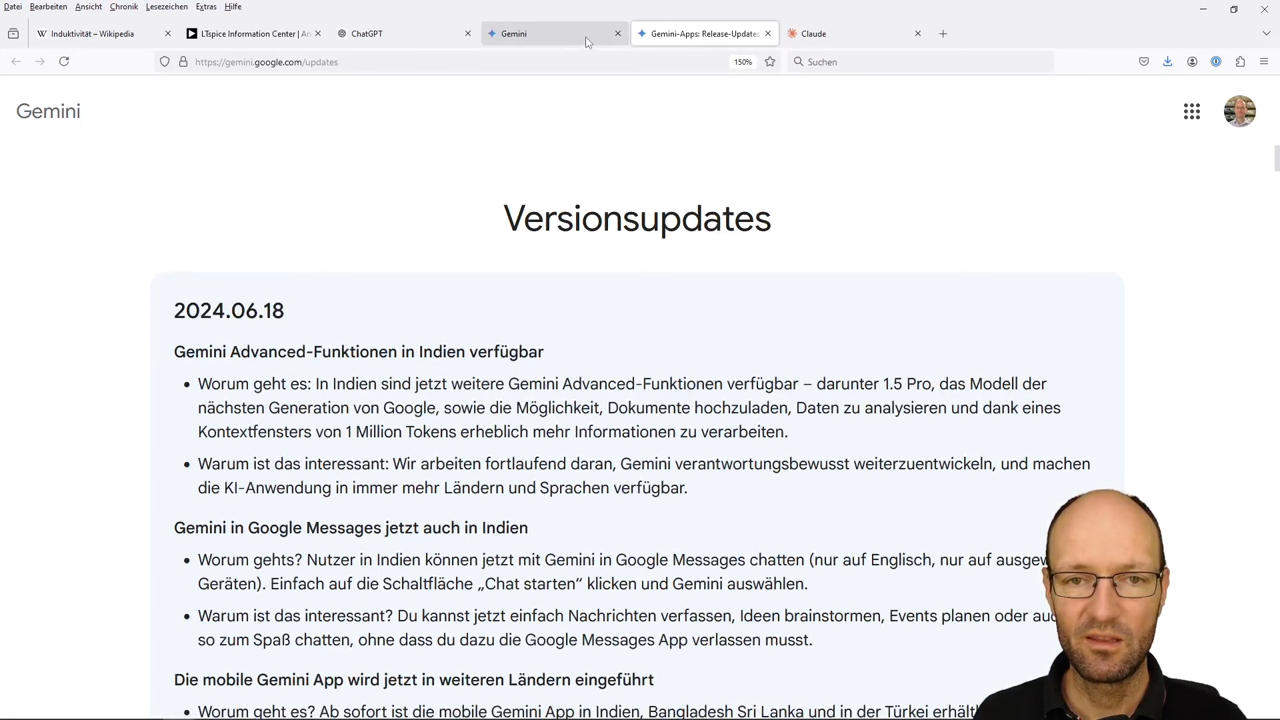 Datei Bearbeiten Ansicht Chronik Lesezeichen Extras Hilfe
Induktivität – Wikipedia
LTspice Information Center | An
ChatGPT
Gemini
Gemini-Apps: Release-Updates
Claude
https://gemini.google.com/updates
150%
Suchen
Gemini
Versionsupdates
2024.06.18
Gemini Advanced-Funktionen in Indien verfügbar
Worum geht es: In Indien sind jetzt weitere Gemini Advanced-Funktionen verfügbar – darunter 1.5 Pro, das Modell der
nächsten Generation von Google, sowie die Möglichkeit, Dokumente hochzuladen, Daten zu analysieren und dank eines
Kontextfensters von 1 Million Tokens erheblich mehr Informationen zu verarbeiten.
Warum ist das interessant: Wir arbeiten fortlaufend daran, Gemini verantwortungsbewusst weiterzuentwickeln, und machen
die KI-Anwendung in immer mehr Ländern und Sprachen verfügbar.
Gemini in Google Messages jetzt auch in Indien
Worum gehts? Nutzer in Indien können jetzt mit Gemini in Google Messages chatten (nur auf Englisch, nur auf
Geräten). Einfach auf die Schaltfläche „Chat starten“ klicken und Gemini auswählen.
Warum ist das interessant? Du kannst jetzt einfach Nachrichten verfassen, Ideen brainstormen, Events planen oder
so zum Spaß chatten, ohne dass du dazu die Google Messages App verlassen musst.
Die mobile Gemini App wird jetzt in weiteren Ländern eingeführt
Worum geht es? Ab sofort ist die mobile Gemini App in Indien, Bangladesh Sri Lanka und in der Türkei